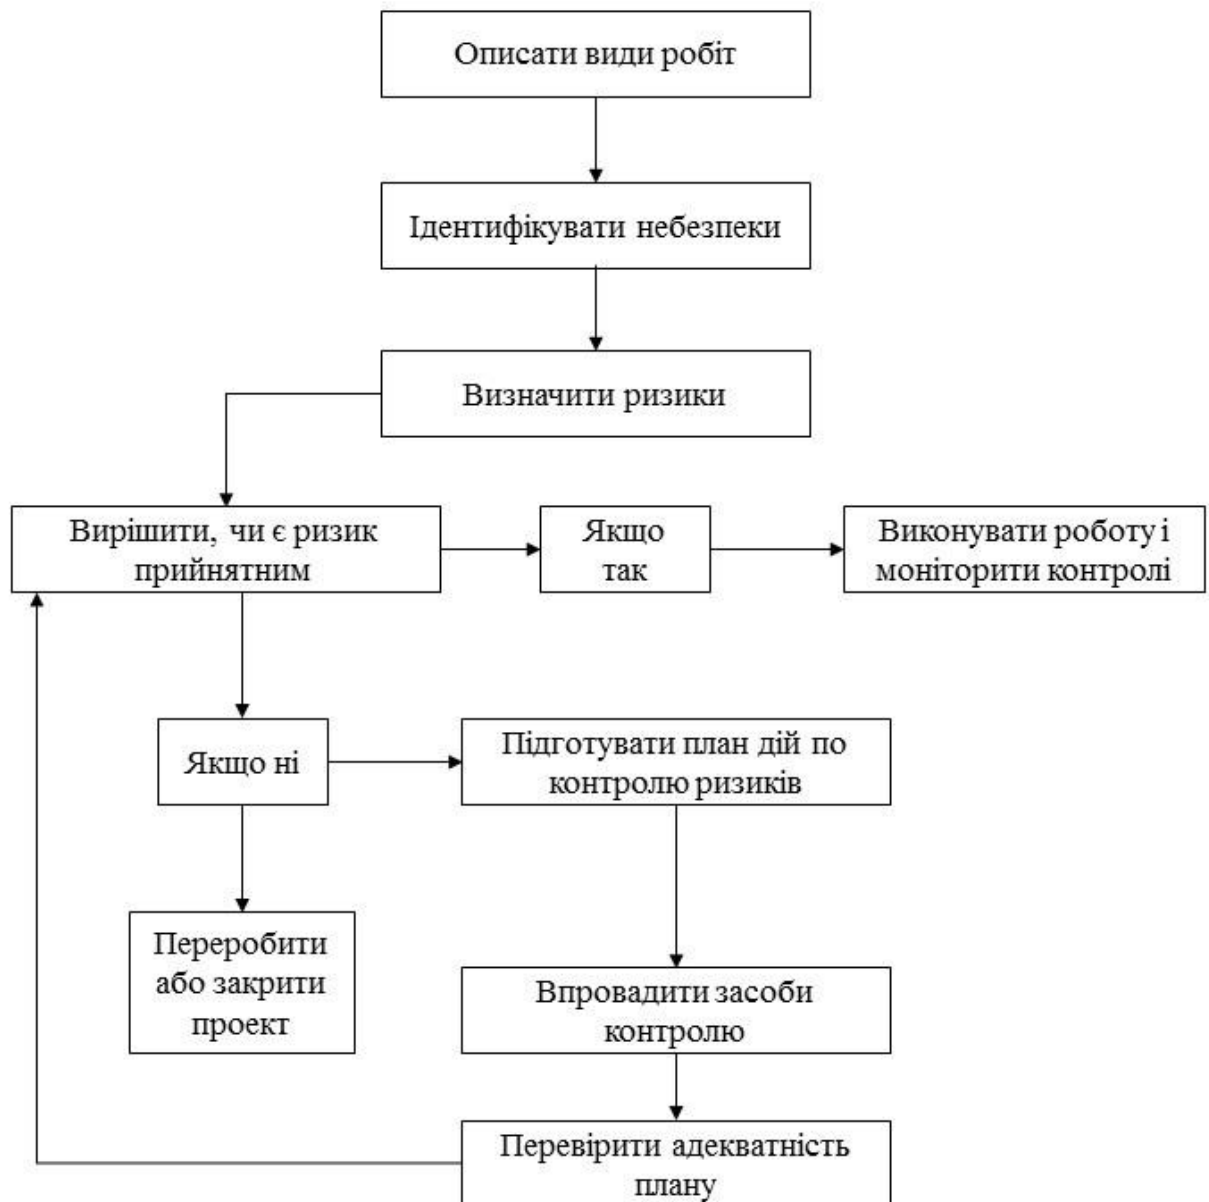 Описати види робіт
Ідентифікувати небезпеки
Визначити ризики
Вирішити, чи є ризик
прийнятним
Якщо
так
Виконувати роботу і
моніторити контролі
Якщо ні
Підготувати план дій по
контролю ризиків
Переробити
або закрити
проект
Впровадити засоби
контролю
Перевірити адекватність
плану